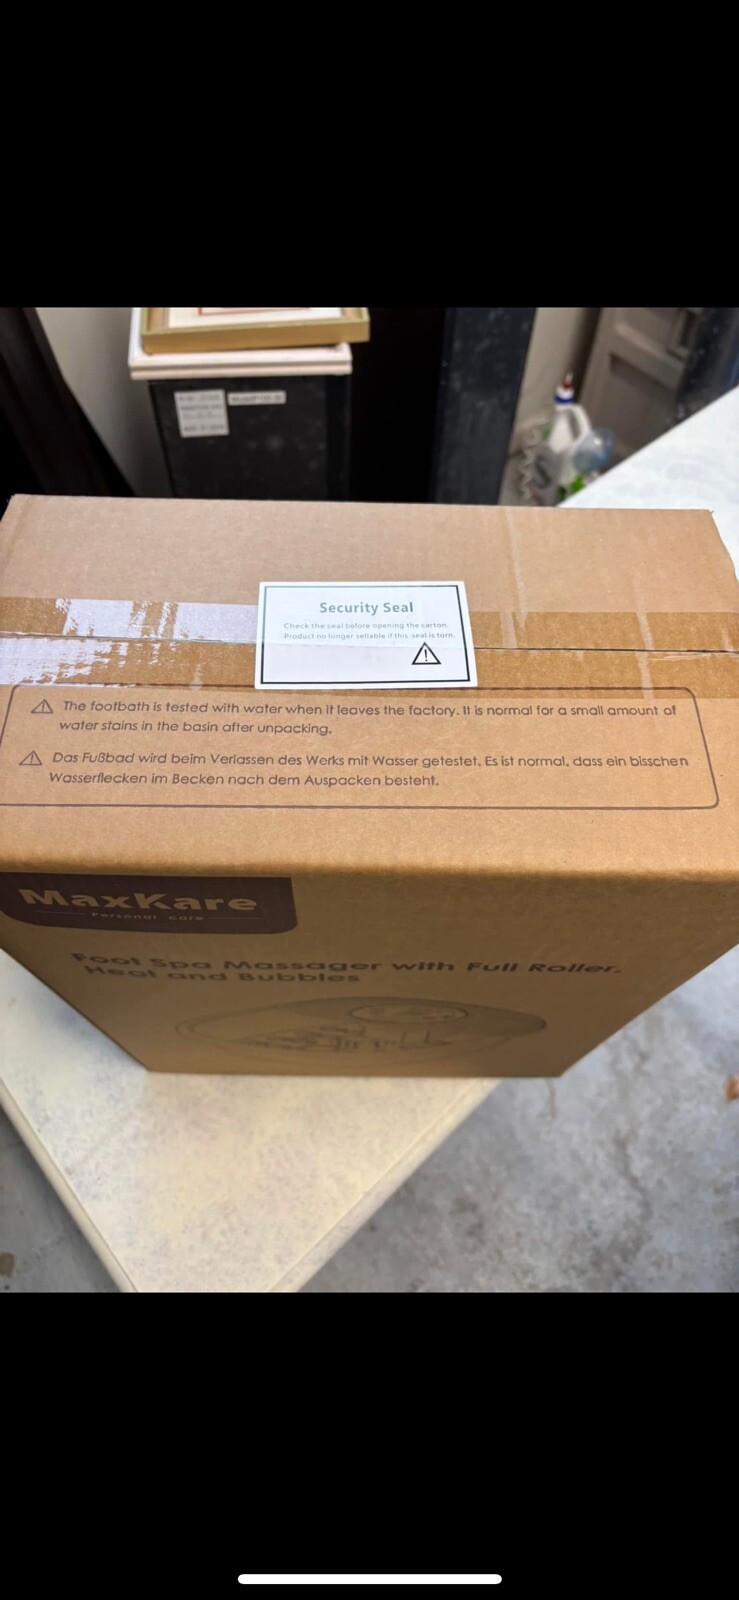 Security Seal
Check the seal before opening the carton.
Product no longer sellable if this seal is torn.
The footbath is tested with water when it leaves the factory. It is normal for a small amount of
water stains in the basin after unpacking.
Das Fußbad wird beim Verlassen des Werks mit Wasser getestet. Es ist normal, dass ein bisschen
Wasserflecken im Becken nach dem Auspacken besteht.
MaxKare
Personal care
Foot Spa Massager with Full Roller,
Heat and Bubbles